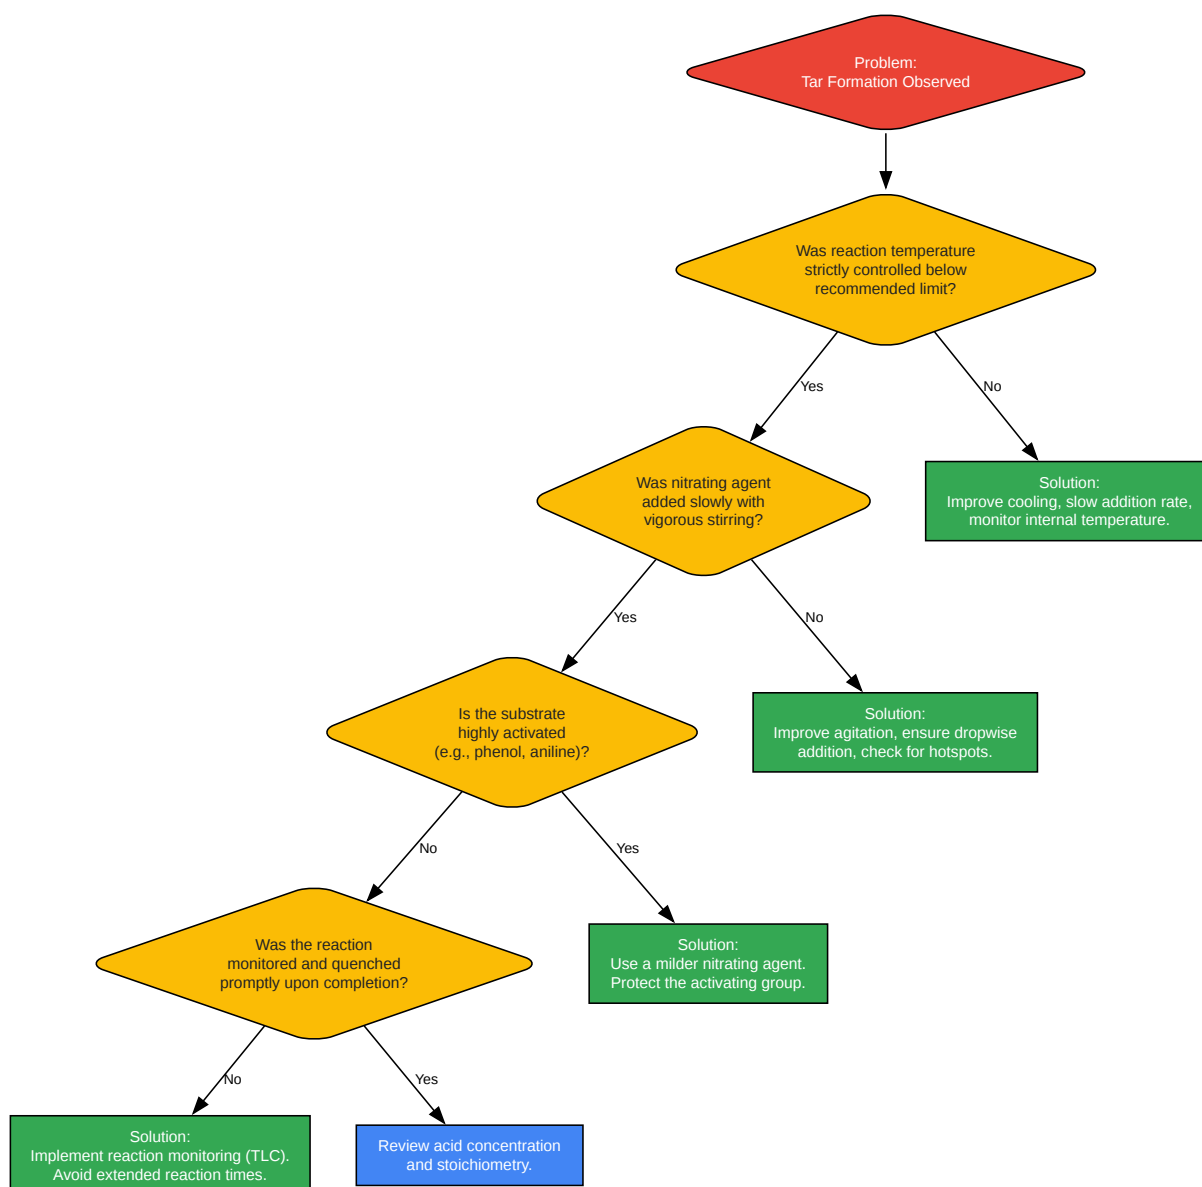 Problem:
Tar Formation Observed
Was reaction temperature
strictly controlled below
recommended limit?
Yes
No
Was nitrating agent
added slowly with
vigorous stirring?
Solution:
Improve cooling, slow addition rate,
monitor internal temperature.
Yes
No
Is the substrate
highly activated
(e.g., phenol, aniline)?
Solution:
Improve agitation, ensure dropwise
addition, check for hotspots.
No
Yes
Was the reaction
monitored and quenched
promptly upon completion?
Solution:
Use a milder nitrating agent.
Protect the activating group.
No
Yes
Solution:
Implement reaction monitoring (TLC).
Avoid extended reaction times.
Review acid concentration
and stoichiometry.